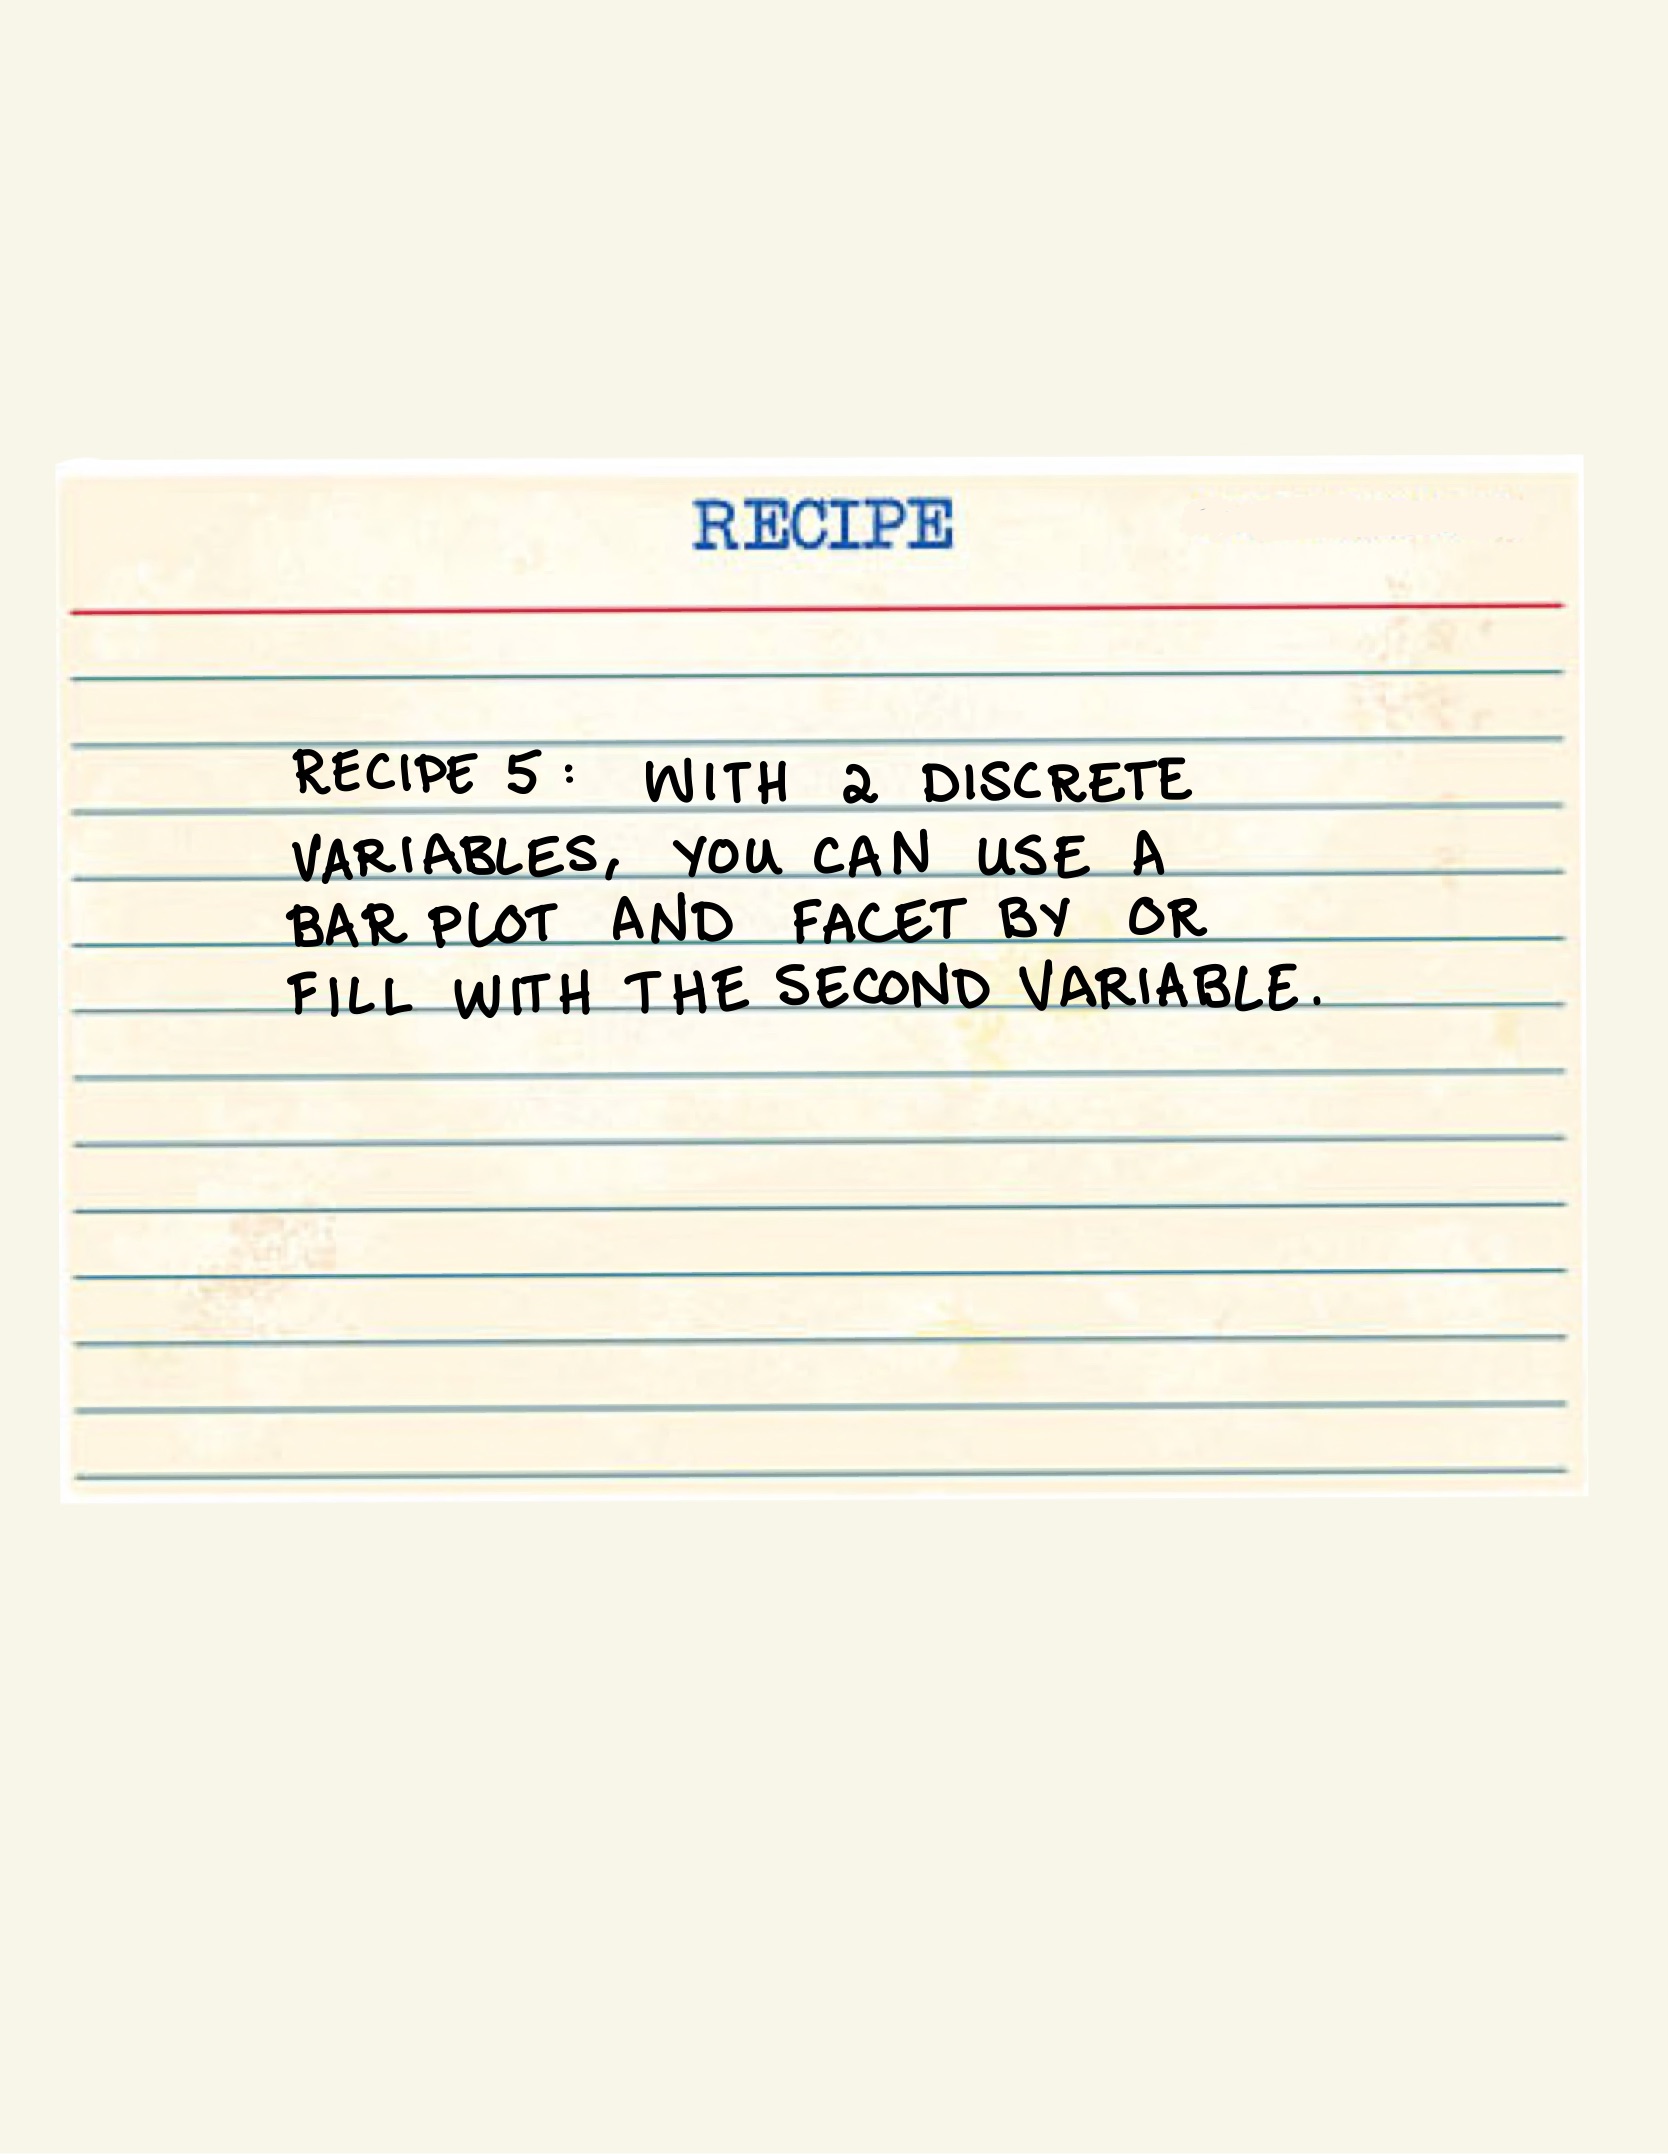 RECIPE
RECIPE 5: WITH 2 DISCRETE
VARIABLES, YOU CAN USE A
BAR PLOT AND FACET BY OR
FILL WITH THE SECOND VARIABLE.